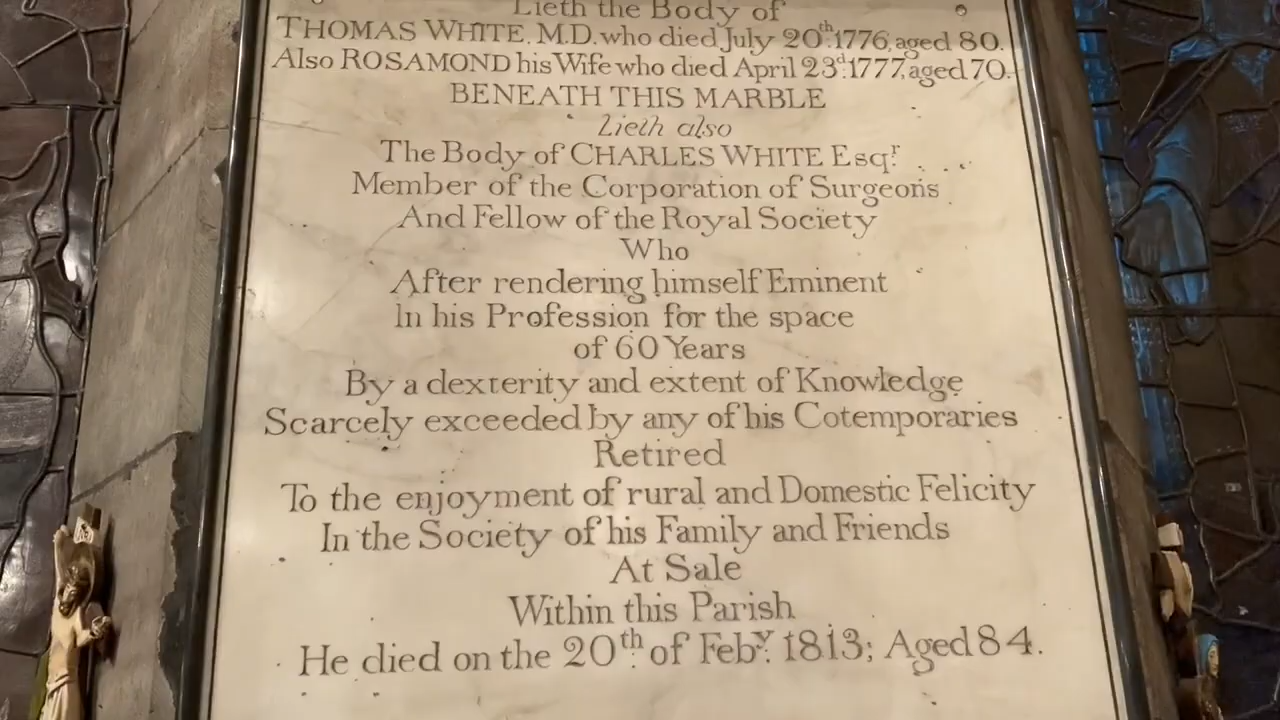 Lieth the Body of
THOMAS WHITE. M.D. who died July 20th. 1776, aged 80.
Also ROSAMOND his Wife who died April 23d. 1777, aged 70.
BENEATH THIS MARBLE
Lieth also
The Body of CHARLES WHITE Esqr.
Member of the Corporation of Surgeons
And Fellow of the Royal Society
Who
After rendering himself Eminent
In his Profession for the space
of 60 Years
By a dexterity and extent of Knowledge
Scarcely exceeded by any of his Cotemporaries
Retired
To the enjoyment of rural and Domestic Felicity
In the Society of his Family and Friends
At Sale
Within this Parish
He died on the 20th. of Feby. 1813; Aged 84.